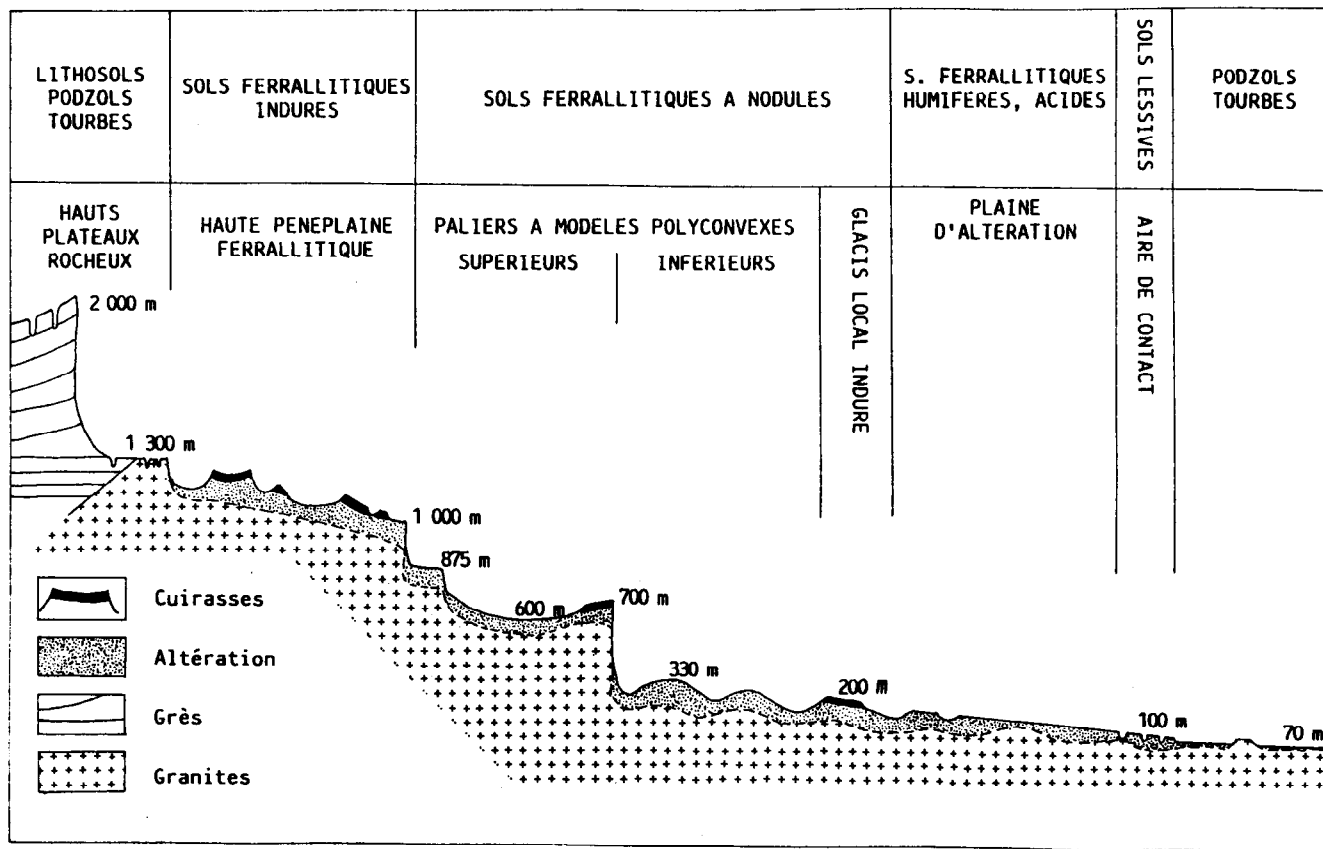 LITHOSOLS
PODZOLS
TOURBES
SOLS FERRALLITIQUES
INDURES
SOLS FERRALLITIQUES A NODULES
S. FERRALLITIQUES
HUMIFERES, ACIDES
SOLS LESSIVES
PODZOLS
TOURBES
HAUTS
PLATEAUX
ROCHEUX
HAUTE PENEPLAINE
FERRALLITIQUE
PALIERS A MODELES POLYCONVEXES
SUPERIEURS
INFERIEURS
GLACIS LOCAL INDURE
PLAINE
D'ALTERATION
AIRE DE CONTACT
2 000 m
1 300 m
1 000 m
875 m
600 m
700 m
330 m
200 m
100 m
70 m
Cuirasses
Altération
Grès
Granites